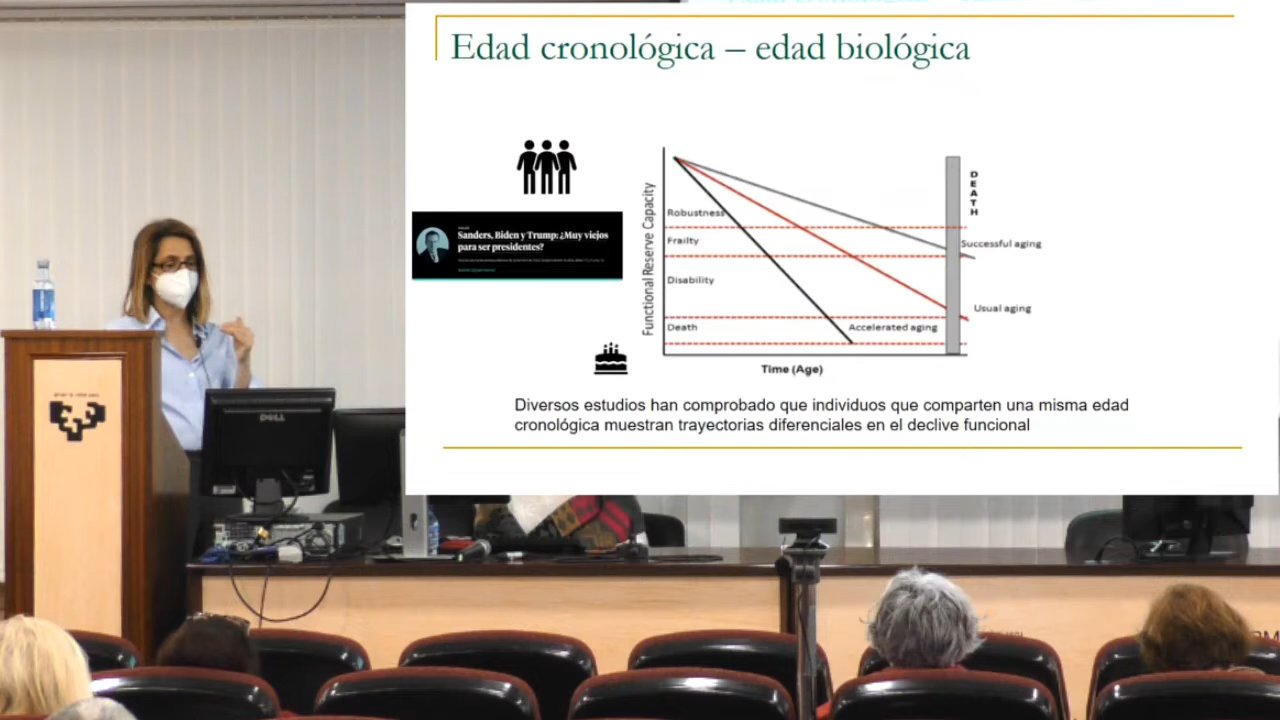 Edad cronológica – edad biológica
Sanders, Biden y Trump: ¿Muy viejos
para ser presidentes?
Functional Reserve Capacity
Robustness
Frailty
Disability
Death
DEATH
Successful aging
Usual aging
Accelerated aging
Time (Age)
Diversos estudios han comprobado que individuos que comparten una misma edad
cronológica muestran trayectorias diferenciales en el declive funcional
DELL